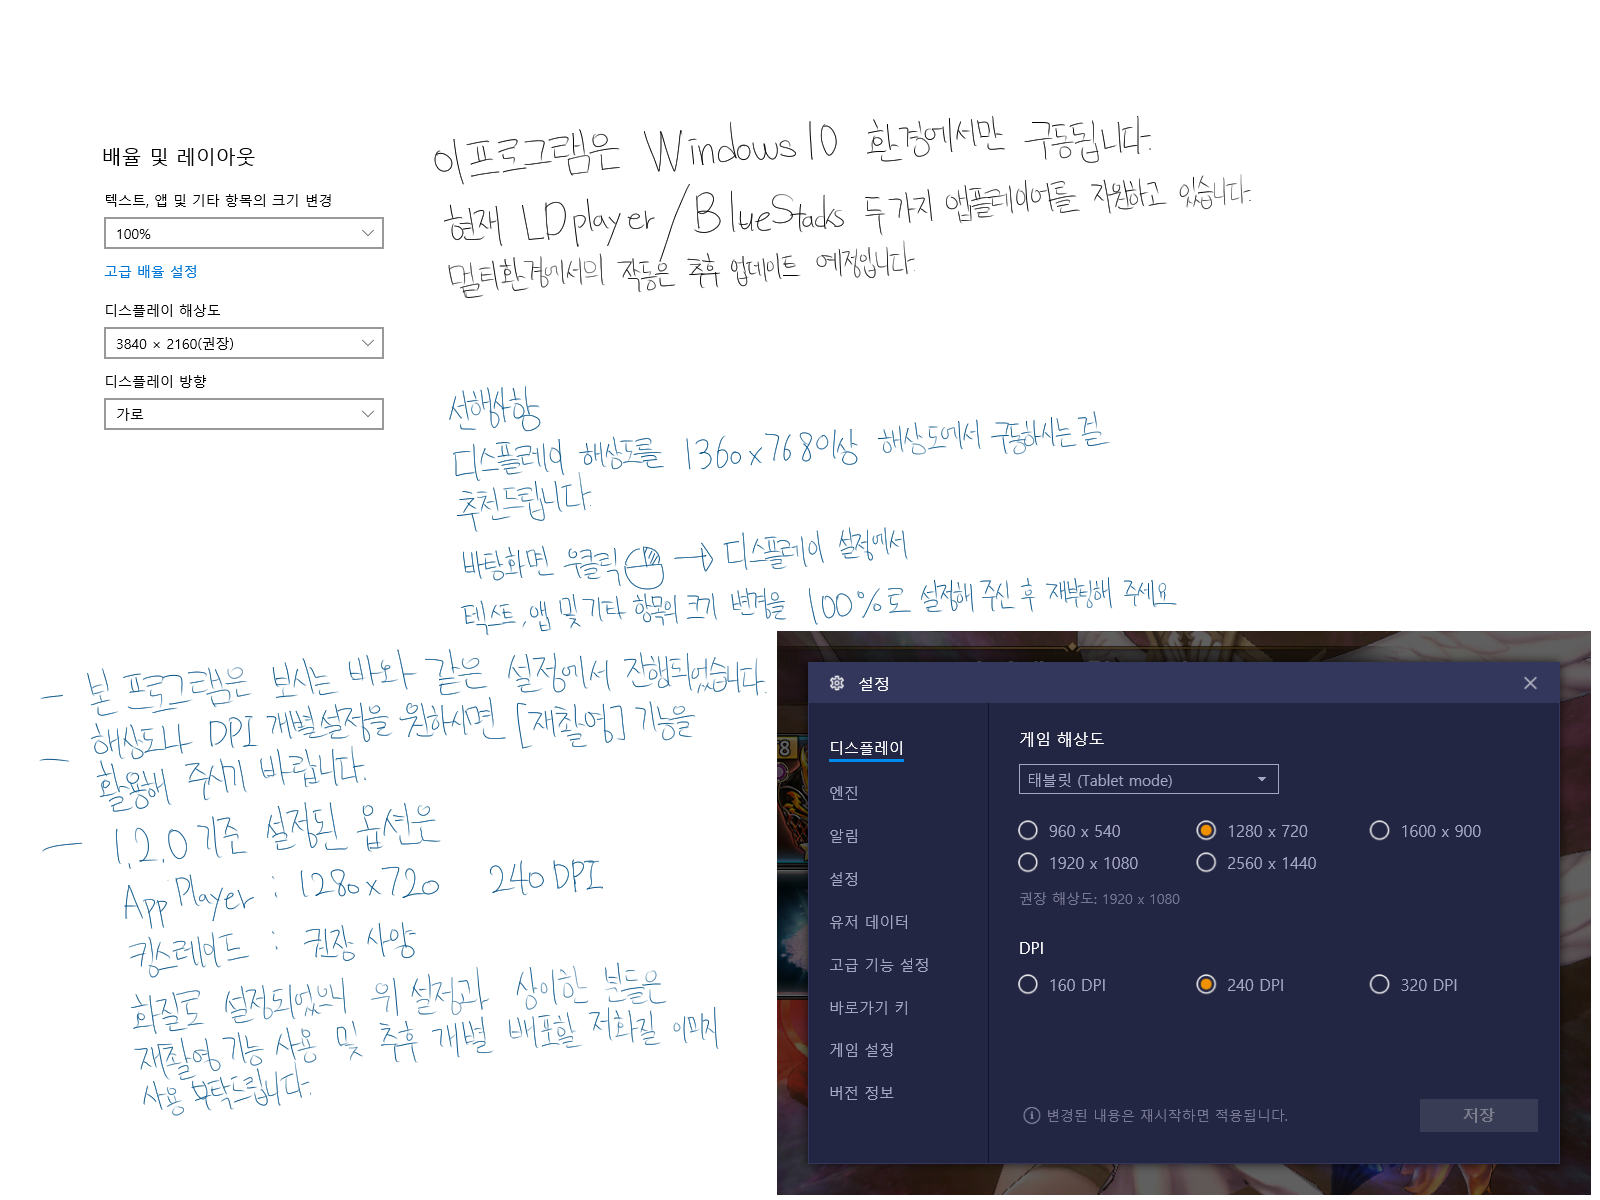 배율 및 레이아웃
텍스트, 앱 및 기타 항목의 크기 변경
100%
고급 배율 설정
디스플레이 해상도
3840 × 2160(권장)
디스플레이 방향
가로
이 프로그램은 Windows10 환경에서만 구동됩니다.
현재 LDplayer / BlueStacks 두가지 앱플레이어를 지원하고 있습니다.
멀티환경에서의 작동은 추후 업데이트 예정입니다.
선행사항
디스플레이 해상도를 1360x768이상 해상도에서 구동하시는 걸
추천드립니다.
바탕화면 우클릭 → 디스플레이 설정에서
텍스트, 앱 및 기타 항목의 크기 변경을 100%로 설정해 주신 후 재부팅해 주세요
- 본 프로그램은 보시는 바와 같은 설정에서 진행되었습니다.
- 해상도나 DPI 개별설정을 원하시면 [재촬영] 기능을
활용해 주시기 바랍니다.
- 1.2.0 기준 설정된 옵션은
App Player : 1280x720 240 DPI
킹스레이드 : 권장 사양
화질로 설정되었으니 위 설정과 상이한 분들은
재촬영 기능 사용 및 추후 개별 배포할 저화질 이미지
사용 부탁드립니다.
설정
디스플레이
엔진
알림
설정
유저 데이터
고급 기능 설정
바로가기 키
게임 설정
버전 정보
게임 해상도
태블릿 (Tablet mode)
960 x 540 1280 x 720 1600 x 900
1920 x 1080 2560 x 1440
권장 해상도: 1920 x 1080
DPI
160 DPI 240 DPI 320 DPI
변경된 내용은 재시작하면 적용됩니다.
저장